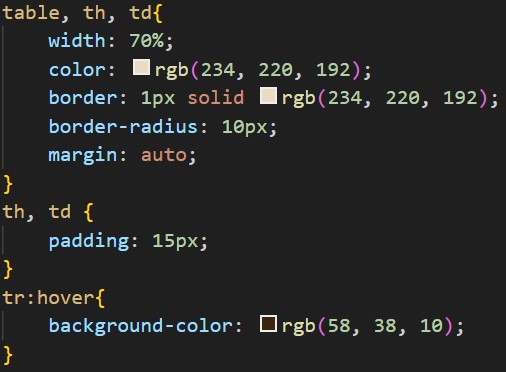 table, th, td{
    width: 70%;
    color: rgb(234, 220, 192);
    border: 1px solid rgb(234, 220, 192);
    border-radius: 10px;
    margin: auto;
}
th, td {
    padding: 15px;
}
tr:hover{
    background-color: rgb(58, 38, 10);
}